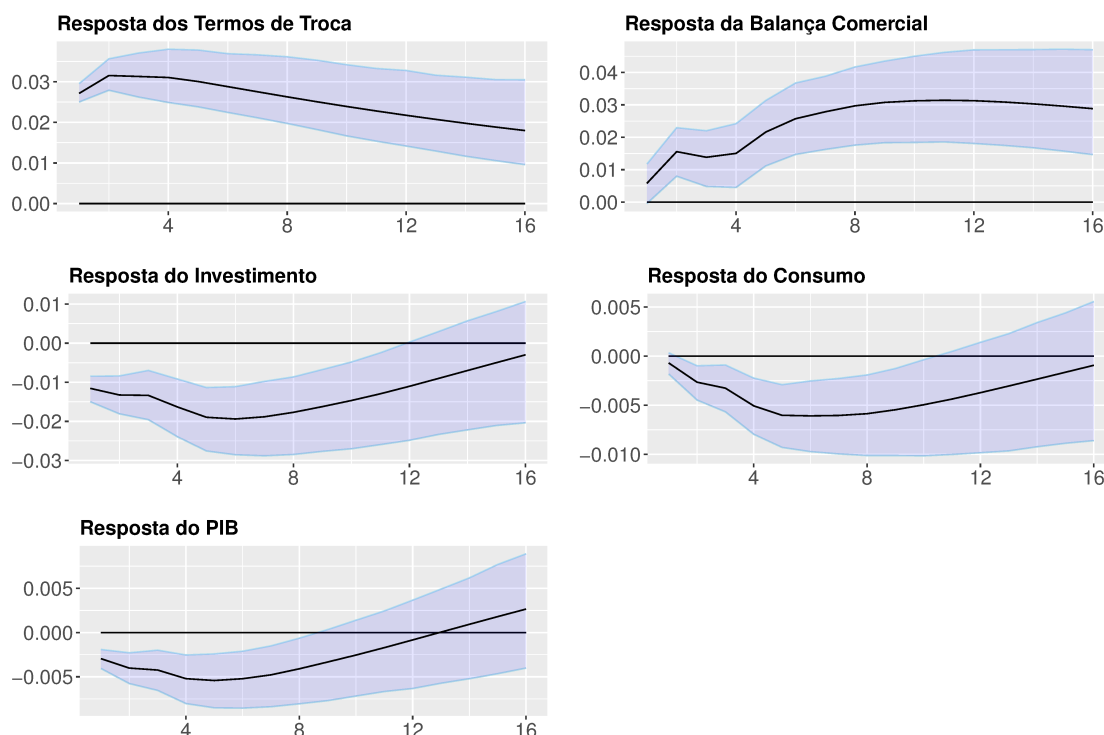 Resposta dos Termos de Troca
0.03
0.02
0.01
0.00
4 8 12 16
Resposta da Balança Comercial
0.04
0.03
0.02
0.01
0.00
4 8 12 16
Resposta do Investimento
0.01
0.00
−0.01
−0.02
−0.03
4 8 12 16
Resposta do Consumo
0.005
0.000
−0.005
−0.010
4 8 12 16
Resposta do PIB
0.005
0.000
−0.005
4 8 12 16